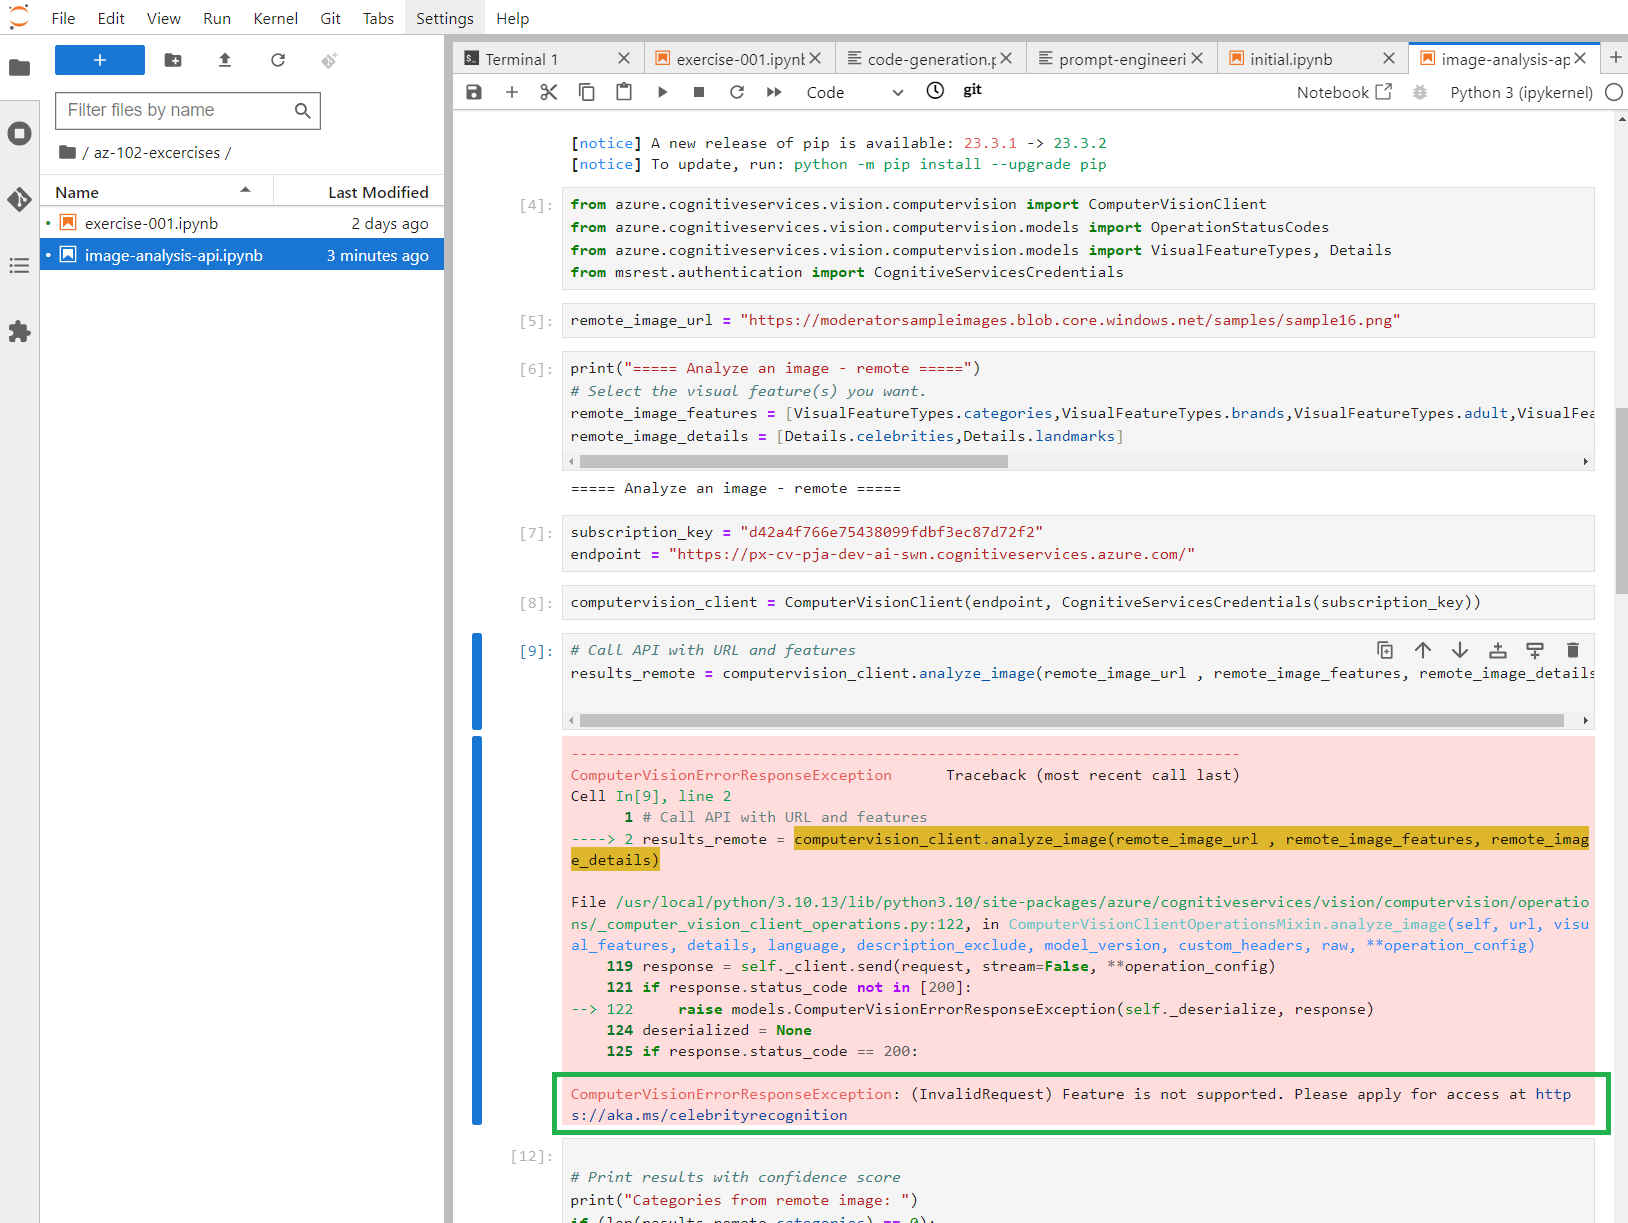 File Edit View Run Kernel Git Tabs Settings Help
Filter files by name
/ az-102-excercises /
Name Last Modified
exercise-001.ipynb 2 days ago
image-analysis-api.ipynb 3 minutes ago
Terminal 1 exercise-001.ipynb code-generation.p prompt-engineeri initial.ipynb image-analysis-ap
Code git Notebook Python 3 (ipykernel)
[notice] A new release of pip is available: 23.3.1 -> 23.3.2
[notice] To update, run: python -m pip install --upgrade pip
[4]: from azure.cognitiveservices.vision.computervision import ComputerVisionClient
from azure.cognitiveservices.vision.computervision.models import OperationStatusCodes
from azure.cognitiveservices.vision.computervision.models import VisualFeatureTypes, Details
from msrest.authentication import CognitiveServicesCredentials
[5]: remote_image_url = "https://moderatorsampleimages.blob.core.windows.net/samples/sample16.png"
[6]: print("===== Analyze an image - remote =====")
# Select the visual feature(s) you want.
remote_image_features = [VisualFeatureTypes.categories,VisualFeatureTypes.brands,VisualFeatureTypes.adult,VisualFea
remote_image_details = [Details.celebrities,Details.landmarks]
===== Analyze an image - remote =====
[7]: subscription_key = "d42a4f766e75438099fdbf3ec87d72f2"
endpoint = "https://px-cv-pja-dev-ai-swn.cognitiveservices.azure.com/"
[8]: computervision_client = ComputerVisionClient(endpoint, CognitiveServicesCredentials(subscription_key))
[9]: # Call API with URL and features
results_remote = computervision_client.analyze_image(remote_image_url , remote_image_features, remote_image_details
---------------------------------------------------------------------------
ComputerVisionErrorResponseException Traceback (most recent call last)
Cell In[9], line 2
1 # Call API with URL and features
----> 2 results_remote = computervision_client.analyze_image(remote_image_url , remote_image_features, remote_imag
e_details)
File /usr/local/python/3.10.13/lib/python3.10/site-packages/azure/cognitiveservices/vision/computervision/operatio
ns/_computer_vision_client_operations.py:122, in ComputerVisionClientOperationsMixin.analyze_image(self, url, visu
al_features, details, language, description_exclude, model_version, custom_headers, raw, **operation_config)
119 response = self._client.send(request, stream=False, **operation_config)
121 if response.status_code not in [200]:
--> 122 raise models.ComputerVisionErrorResponseException(self._deserialize, response)
124 deserialized = None
125 if response.status_code == 200:
ComputerVisionErrorResponseException: (InvalidRequest) Feature is not supported. Please apply for access at http
s://aka.ms/celebrityrecognition
[12]:
# Print results with confidence score
print("Categories from remote image: ")
if (len(results_remote.categories) == 0):